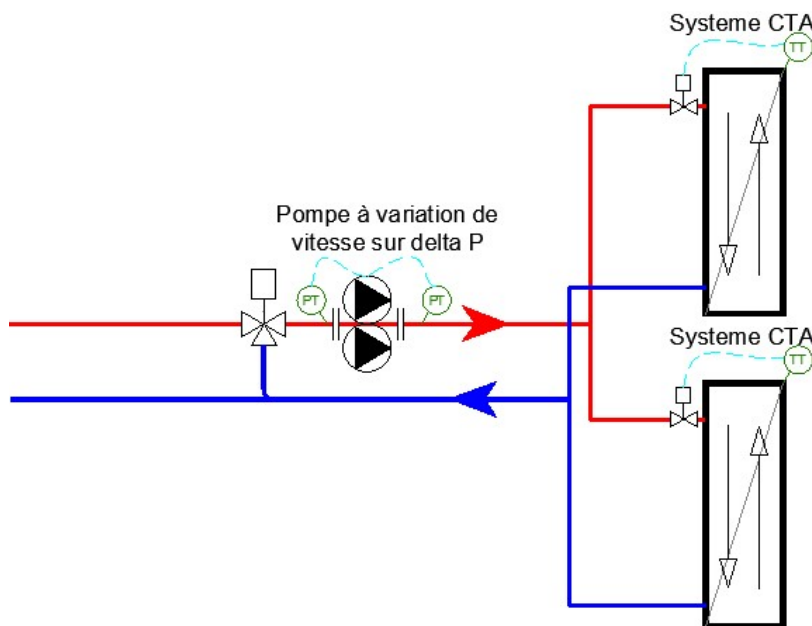 Systeme CTA
TT
Pompe à variation de
vitesse sur delta P
PT
PT
Systeme CTA
TT